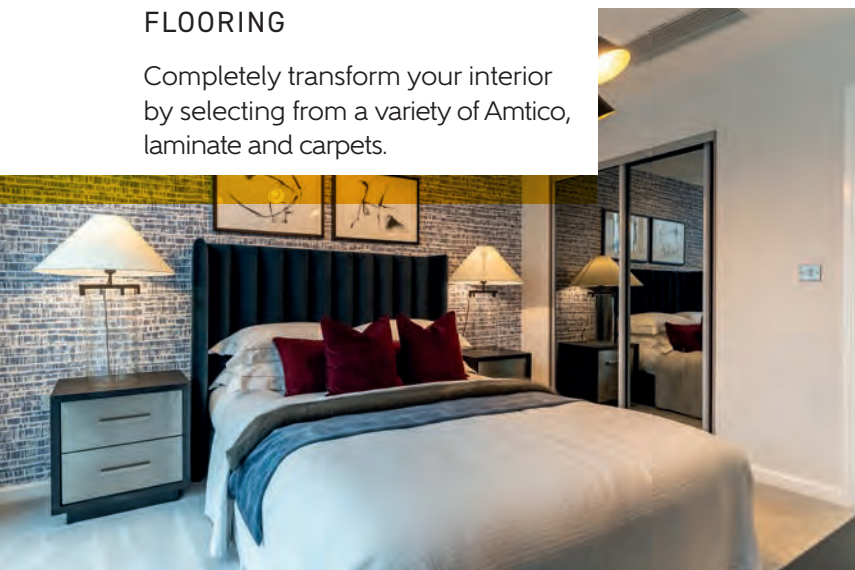 FLOORING
Completely transform your interior
by selecting from a variety of Amtico,
laminate and carpets.